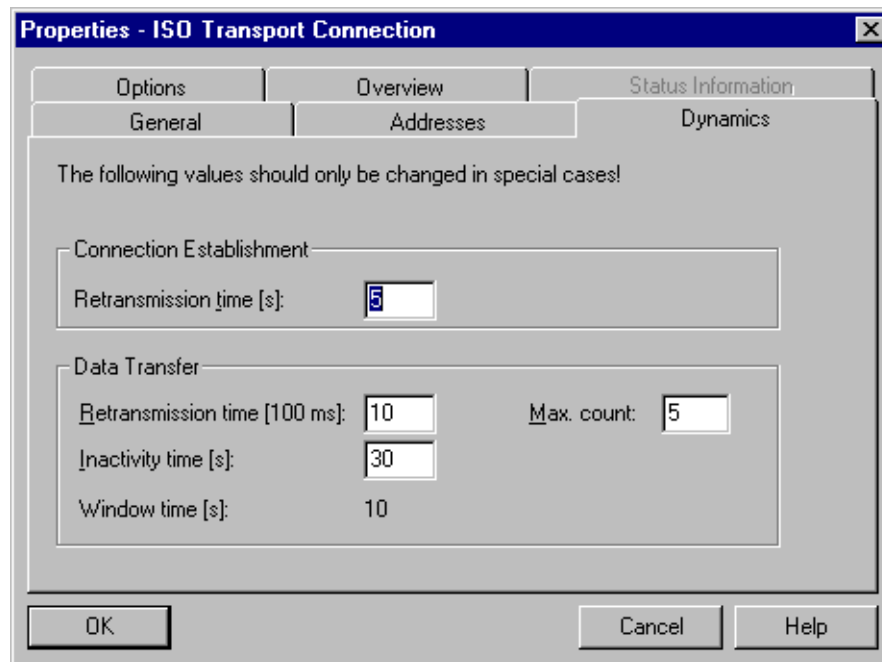 Properties - ISO Transport Connection
Options Overview Status Information
General Addresses Dynamics
The following values should only be changed in special cases!
Connection Establishment
Retransmission time [s]: 5
Data Transfer
Retransmission time [100 ms]: 10 Max. count: 5
Inactivity time [s]: 30
Window time [s]: 10
OK Cancel Help